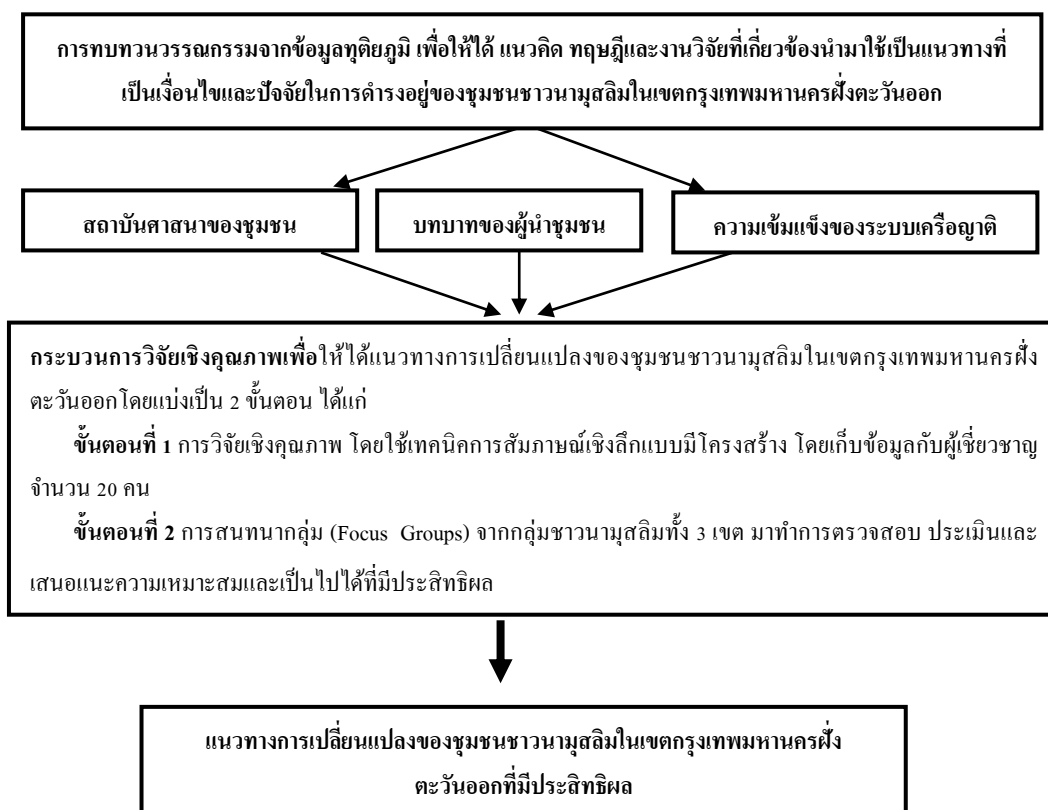 การทบทวนวรรณกรรมจากข้อมูลทุติยภูมิ เพื่อให้ได้ แนวคิด ทฤษฎีและงานวิจัยที่เกี่ยวข้องนำมาใช้เป็นแนวทางที่
เป็นเงื่อนไขและปัจจัยในการดำรงอยู่ของชุมชนชาวนามุสลิมในเขตกรุงเทพมหานครฝั่งตะวันออก
สถาบันศาสนาของชุมชน
บทบาทของผู้นำชุมชน
ความเข้มแข็งของระบบเครือญาติ
กระบวนการวิจัยเชิงคุณภาพเพื่อให้ได้แนวทางการเปลี่ยนแปลงของชุมชนชาวนามุสลิมในเขตกรุงเทพมหานครฝั่ง
ตะวันออกโดยแบ่งเป็น 2 ขั้นตอน ได้แก่
ขั้นตอนที่ 1 การวิจัยเชิงคุณภาพ โดยใช้เทคนิคการสัมภาษณ์เชิงลึกแบบมีโครงสร้าง โดยเก็บข้อมูลกับผู้เชี่ยวชาญ
จำนวน 20 คน
ขั้นตอนที่ 2 การสนทนากลุ่ม (Focus Groups) จากกลุ่มชาวนามุสลิมทั้ง 3 เขต มาทำการตรวจสอบ ประเมินและ
เสนอแนะความเหมาะสมและเป็นไปได้ที่มีประสิทธิผล
แนวทางการเปลี่ยนแปลงของชุมชนชาวนามุสลิมในเขตกรุงเทพมหานครฝั่ง
ตะวันออกที่มีประสิทธิผล